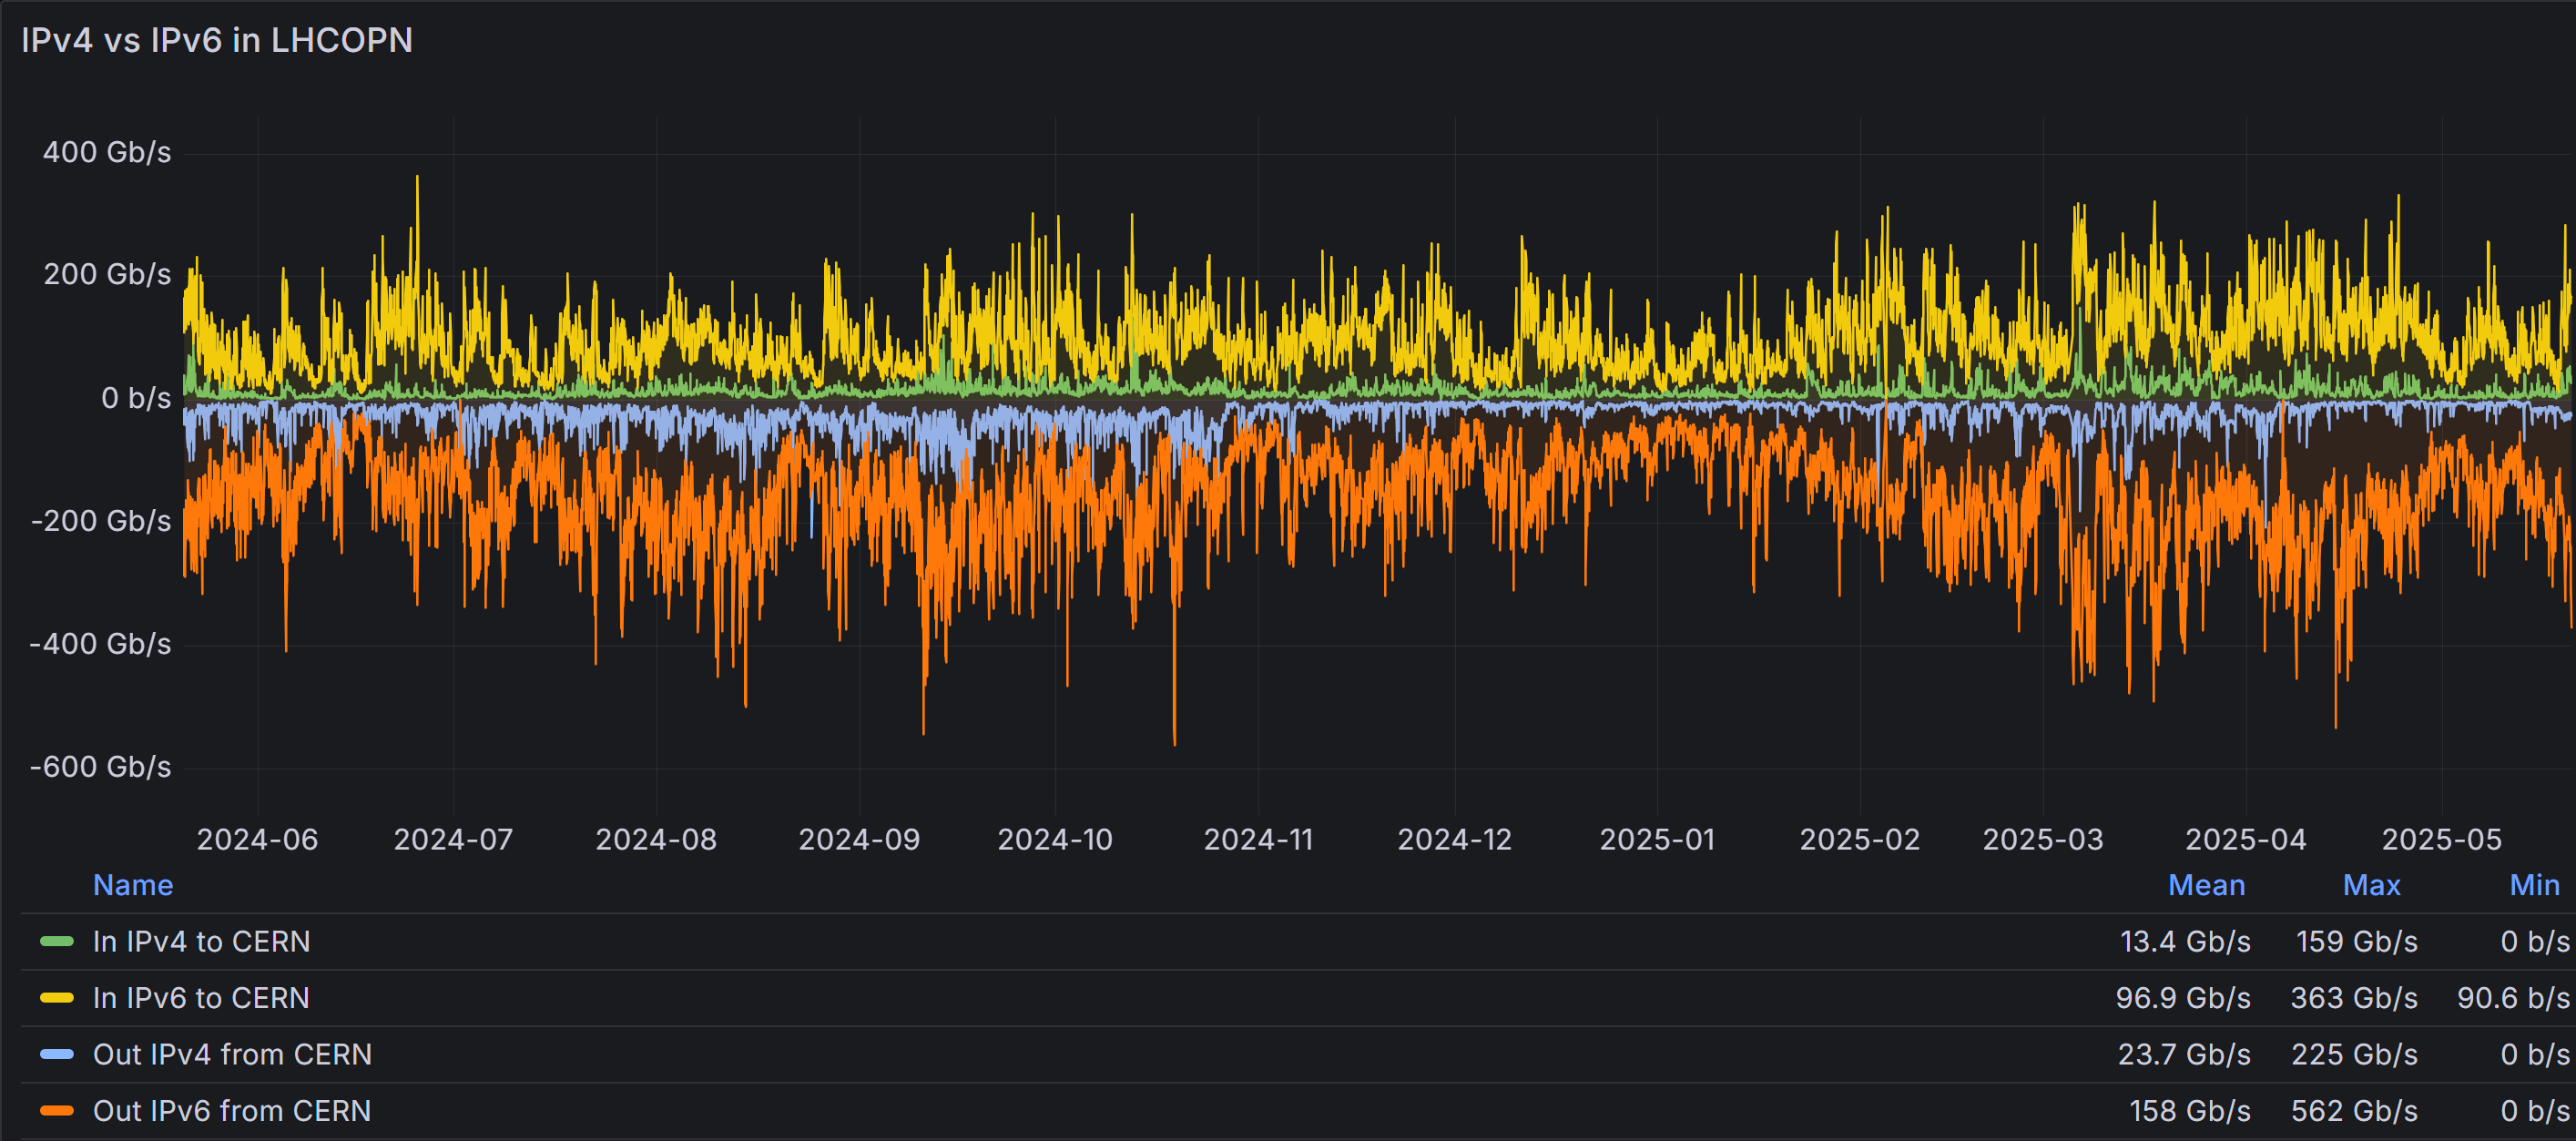 IPv4 vs IPv6 in LHCOPN
400 Gb/s
200 Gb/s
0 b/s
-200 Gb/s
-400 Gb/s
-600 Gb/s
2024-06 2024-07 2024-08 2024-09 2024-10 2024-11 2024-12 2025-01 2025-02 2025-03 2025-04 2025-05
Name Mean Max Min
In IPv4 to CERN 13.4 Gb/s 159 Gb/s 0 b/s
In IPv6 to CERN 96.9 Gb/s 363 Gb/s 90.6 b/s
Out IPv4 from CERN 23.7 Gb/s 225 Gb/s 0 b/s
Out IPv6 from CERN 158 Gb/s 562 Gb/s 0 b/s